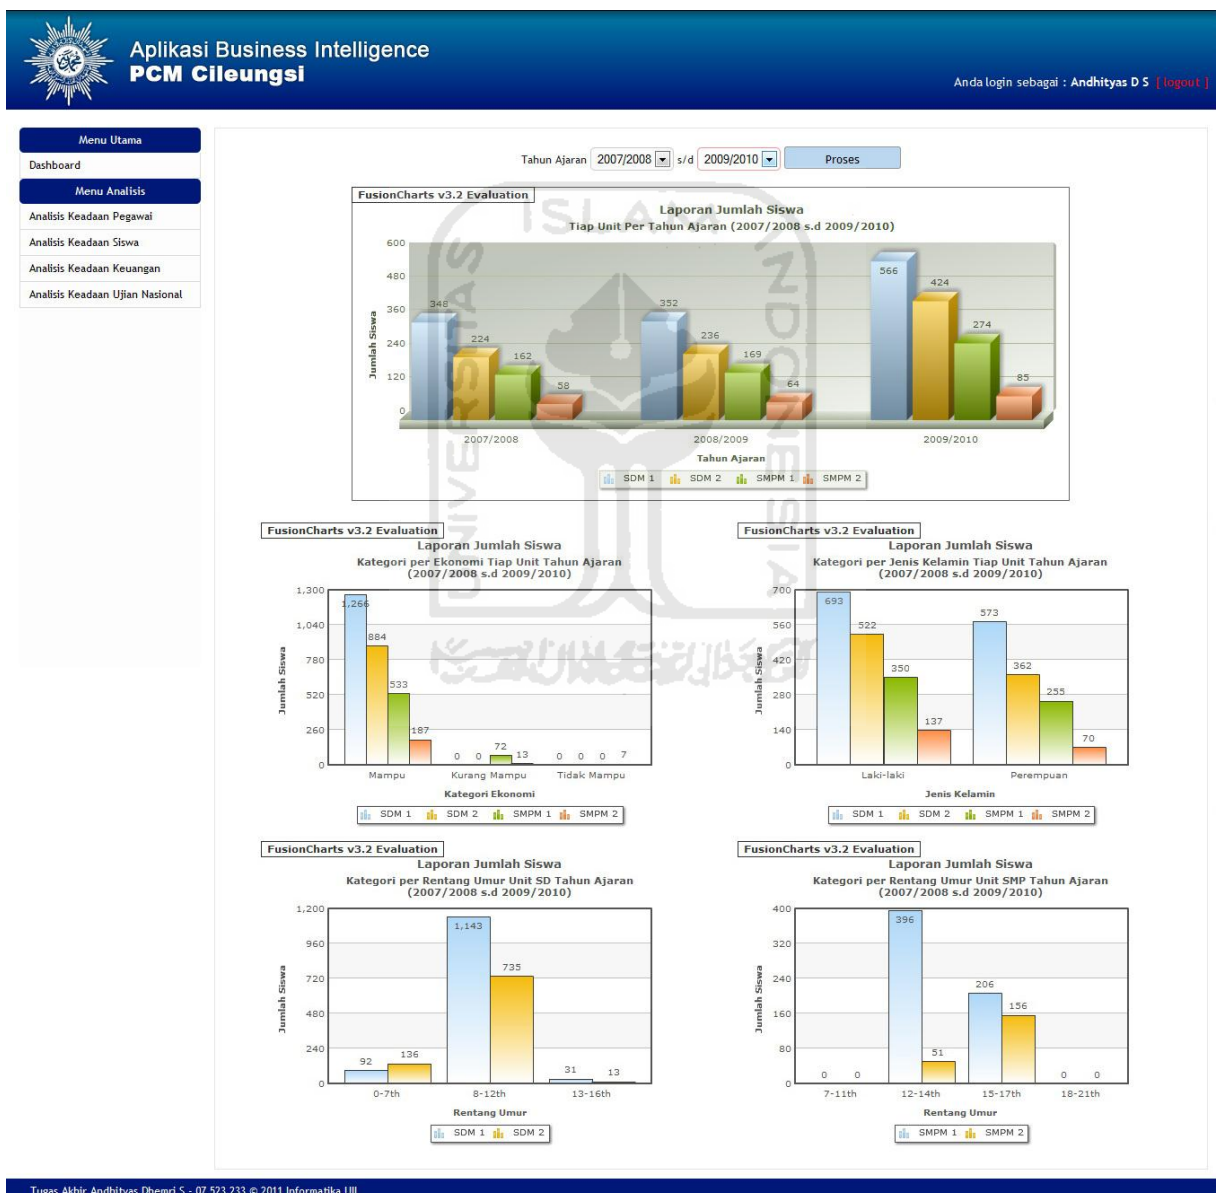 Aplikasi Business Intelligence
PCM Cileungsi
Anda login sebagai : Andhityas D S [ logout ]
Menu Utama
Dashboard
Menu Analisis
Analisis Keadaan Pegawai
Analisis Keadaan Siswa
Analisis Keadaan Keuangan
Analisis Keadaan Ujian Nasional
Tahun Ajaran 2007/2008 s/d 2009/2010 Proses
FusionCharts v3.2 Evaluation
Laporan Jumlah Siswa
Tiap Unit Per Tahun Ajaran (2007/2008 s.d 2009/2010)
Jumlah Siswa
600
480
360
240
120
0
348 224 162 58
352 236 169 64
566 424 274 85
2007/2008 2008/2009 2009/2010
Tahun Ajaran
SDM 1 SDM 2 SMPM 1 SMPM 2
FusionCharts v3.2 Evaluation
Laporan Jumlah Siswa
Kategori per Ekonomi Tiap Unit Tahun Ajaran
(2007/2008 s.d 2009/2010)
Jumlah Siswa
1,300
1,040
780
520
260
0
1,266 884 533 187
0 0 72 13
0 0 0 7
Mampu Kurang Mampu Tidak Mampu
Kategori Ekonomi
SDM 1 SDM 2 SMPM 1 SMPM 2
FusionCharts v3.2 Evaluation
Laporan Jumlah Siswa
Kategori per Jenis Kelamin Tiap Unit Tahun Ajaran
(2007/2008 s.d 2009/2010)
Jumlah Siswa
700
560
420
280
140
0
693 522 350 137
573 362 255 70
Laki-laki Perempuan
Jenis Kelamin
SDM 1 SDM 2 SMPM 1 SMPM 2
FusionCharts v3.2 Evaluation
Laporan Jumlah Siswa
Kategori per Rentang Umur Unit SD Tahun Ajaran
(2007/2008 s.d 2009/2010)
Jumlah Siswa
1,200
960
720
480
240
0
92 136
1,143 735
31 13
0-7th 8-12th 13-16th
Rentang Umur
SDM 1 SDM 2
FusionCharts v3.2 Evaluation
Laporan Jumlah Siswa
Kategori per Rentang Umur Unit SMP Tahun Ajaran
(2007/2008 s.d 2009/2010)
Jumlah Siswa
400
320
240
160
80
0
0 0
396 51
206 156
0 0
7-11th 12-14th 15-17th 18-21th
Rentang Umur
SMPM 1 SMPM 2
UNIVERSITAS ISLAM INDONESIA
Tugas Akhir Andhityas Dhemri S - 07 523 233 © 2011 Informatika UII